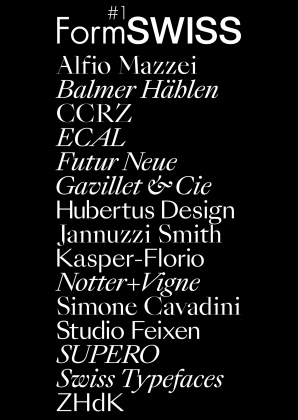 #1
FormSWISS
Alfio Mazzei
Balmer Hählen
CCRZ
ECAL
Futur Neue
Gavillet & Cie
Hubertus Design
Jannuzzi Smith
Kasper-Florio
Notter+Vigne
Simone Cavadini
Studio Feixen
SUPERO
Swiss Typefaces
ZHdK